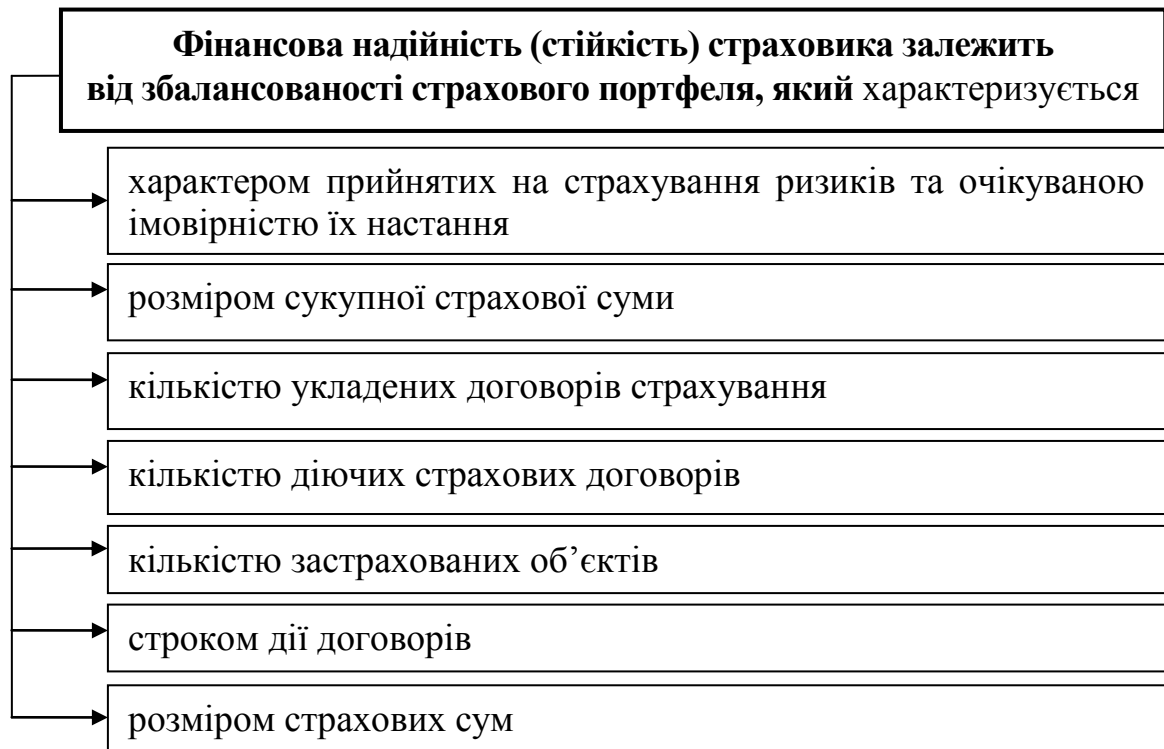 Фінансова надійність (стійкість) страховика залежить
від збалансованості страхового портфеля, який характеризується
характером прийнятих на страхування ризиків та очікуваною
імовірністю їх настання
розміром сукупної страхової суми
кількістю укладених договорів страхування
кількістю діючих страхових договорів
кількістю застрахованих об’єктів
строком дії договорів
розміром страхових сум